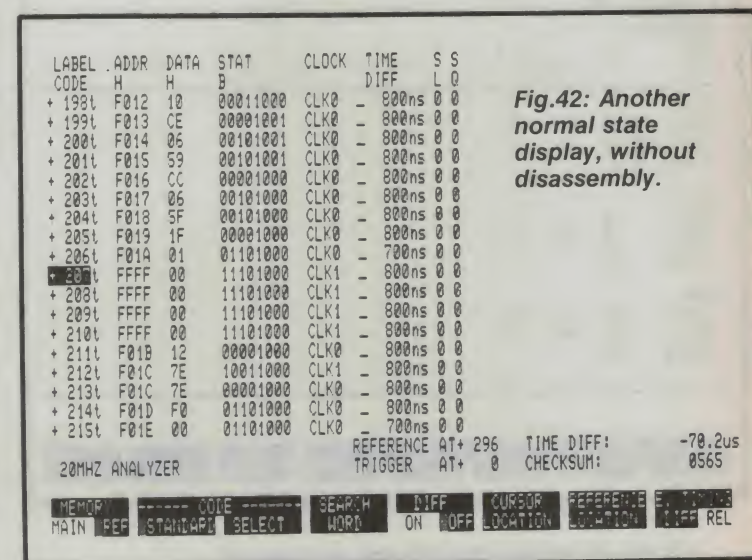 LABEL .ADDR DATA STAT CLOCK TIME S S
CODE H H B DIFF L Q
+ 198t F012 10 00011000 CLK0 _ 800ns 0 0
+ 199t F013 CE 00001001 CLK0 _ 800ns 0 0
+ 200t F014 06 00101001 CLK0 _ 800ns 0 0
+ 201t F015 59 00101001 CLK0 _ 800ns 0 0
+ 202t F016 CC 00001000 CLK0 _ 800ns 0 0
+ 203t F017 06 00101000 CLK0 _ 800ns 0 0
+ 204t F018 5F 00101000 CLK0 _ 800ns 0 0
+ 205t F019 1F 00001000 CLK0 _ 800ns 0 0
+ 206t F01A 01 01101000 CLK0 _ 700ns 0 0
+ 207t FFFF 00 11101000 CLK1 _ 800ns 0 0
+ 208t FFFF 00 11101000 CLK1 _ 800ns 0 0
+ 209t FFFF 00 11101000 CLK1 _ 800ns 0 0
+ 210t FFFF 00 11101000 CLK1 _ 800ns 0 0
+ 211t F01B 12 00001000 CLK0 _ 800ns 0 0
+ 212t F01C 7E 10011000 CLK1 _ 800ns 0 0
+ 213t F01C 7E 00001000 CLK0 _ 800ns 0 0
+ 214t F01D F0 01101000 CLK0 _ 800ns 0 0
+ 215t F01E 00 01101000 CLK0 _ 700ns 0 0
REFERENCE AT+ 296 TIME DIFF: -78.2us
20MHZ ANALYZER TRIGGER AT+ 0 CHECKSUM: 0565
MEMORY ------ CODE ------ SEARCH DIFF CURSOR REFERENCE E. TIMING
MAIN REF STANDARD SELECT WORD ON OFF LOCATION LOCATION DIFF REL
Fig.42: Another
normal state
display, without
disassembly.